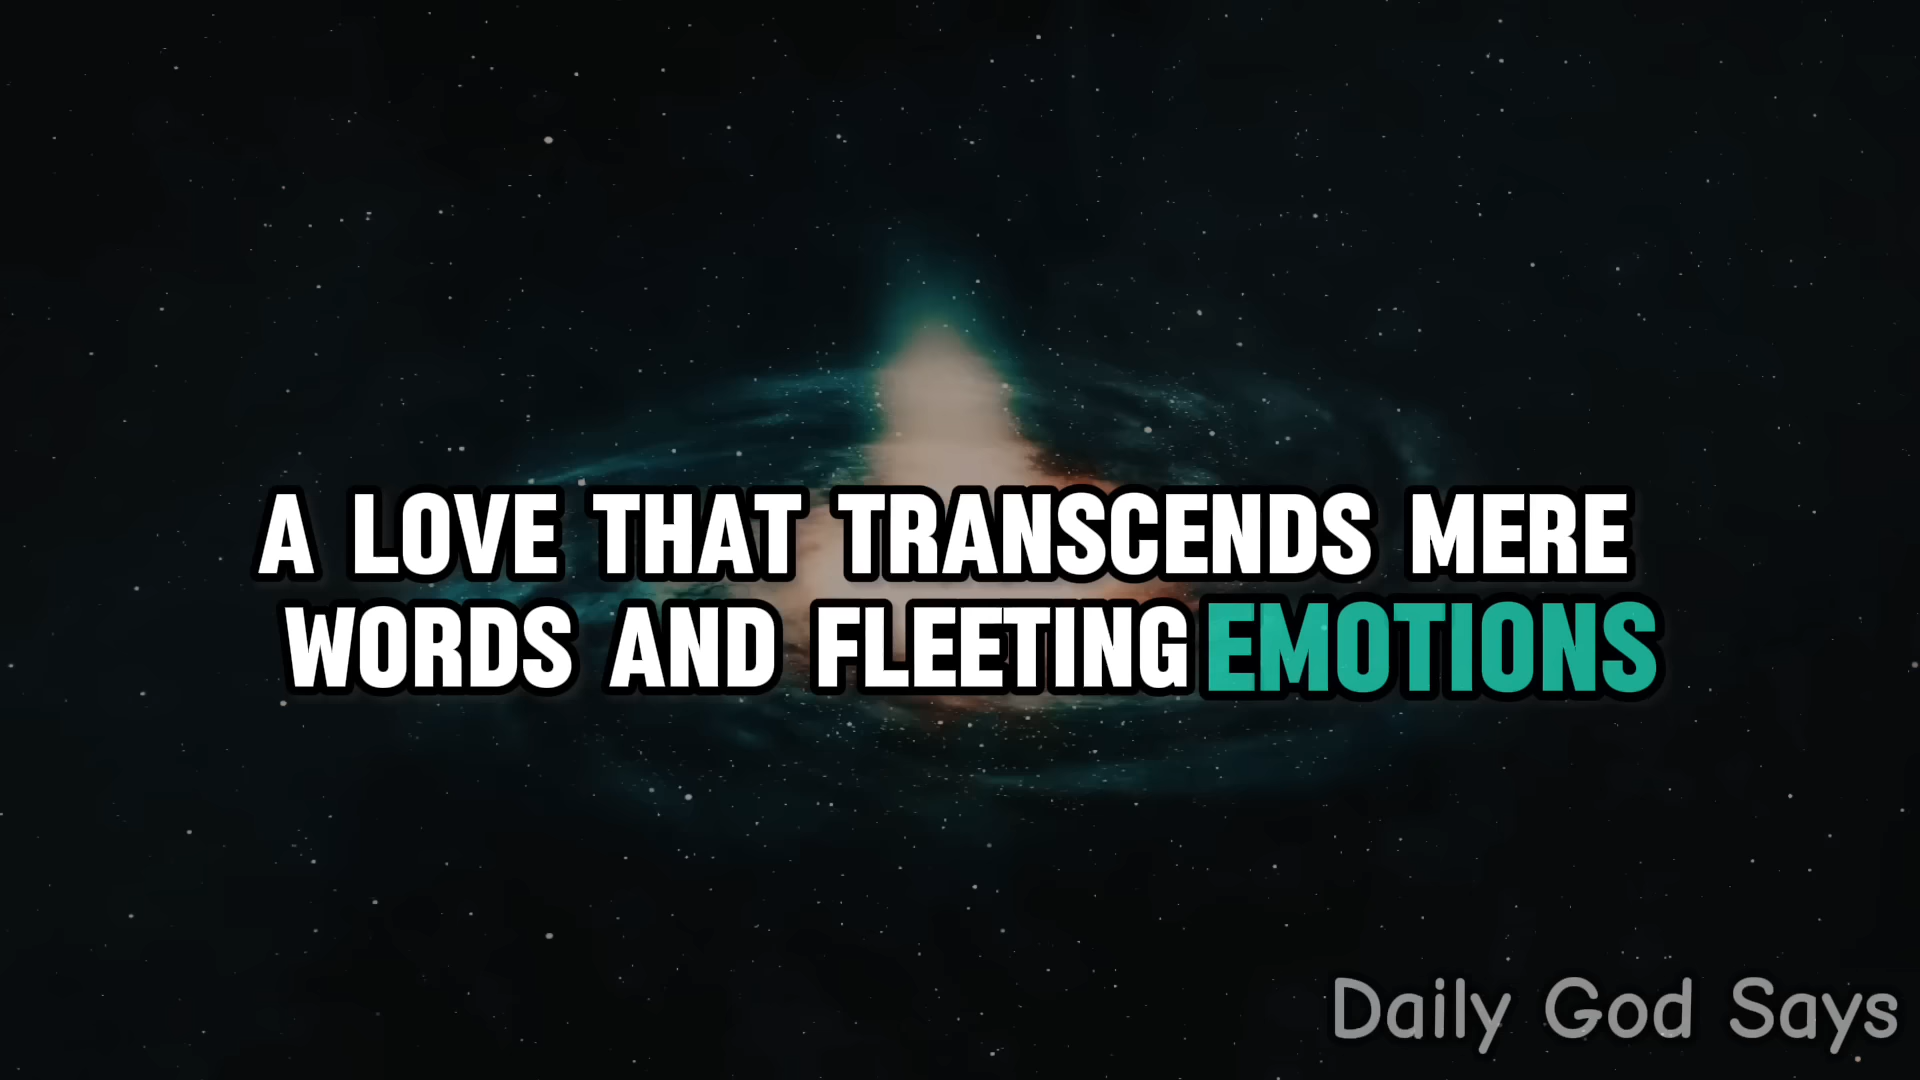 A LOVE THAT TRANSCENDS MERE
WORDS AND FLEETING EMOTIONS
Daily God Says